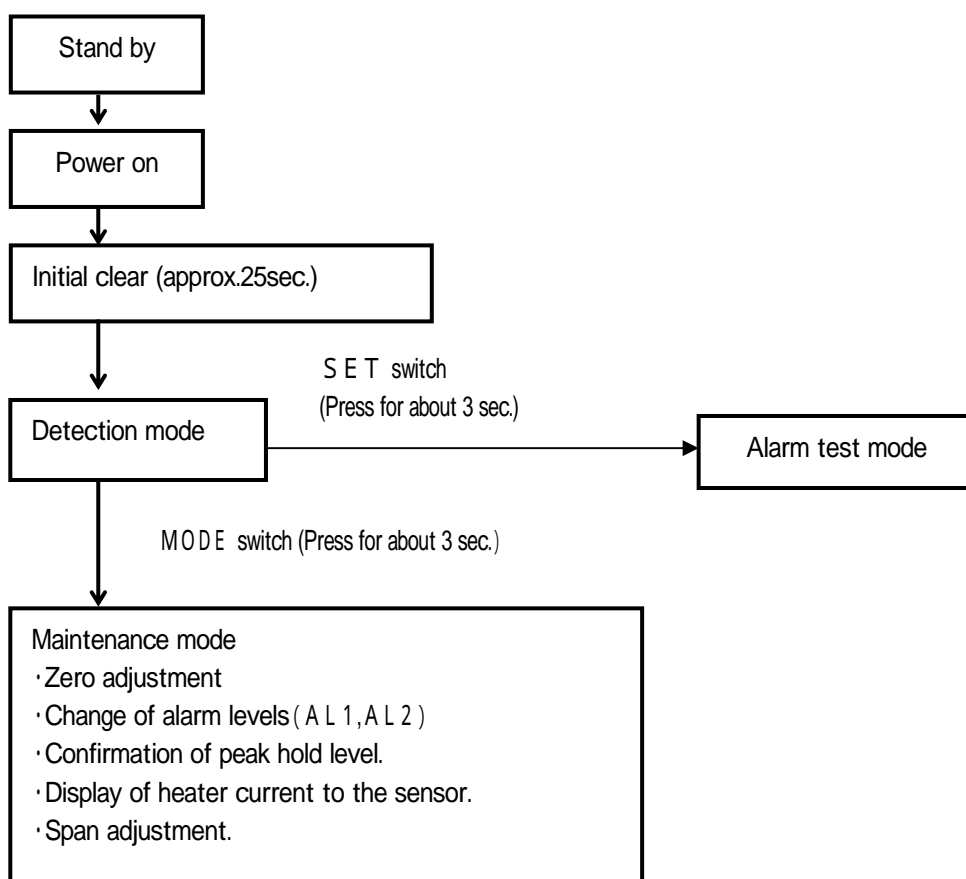 Stand by
Power on
Initial clear (approx.25sec.)
SET switch
(Press for about 3 sec.)
Detection mode
Alarm test mode
MODE switch (Press for about 3 sec.)
Maintenance mode
・Zero adjustment
・Change of alarm levels(AL1,AL2)
・Confirmation of peak hold level.
・Display of heater current to the sensor.
・Span adjustment.